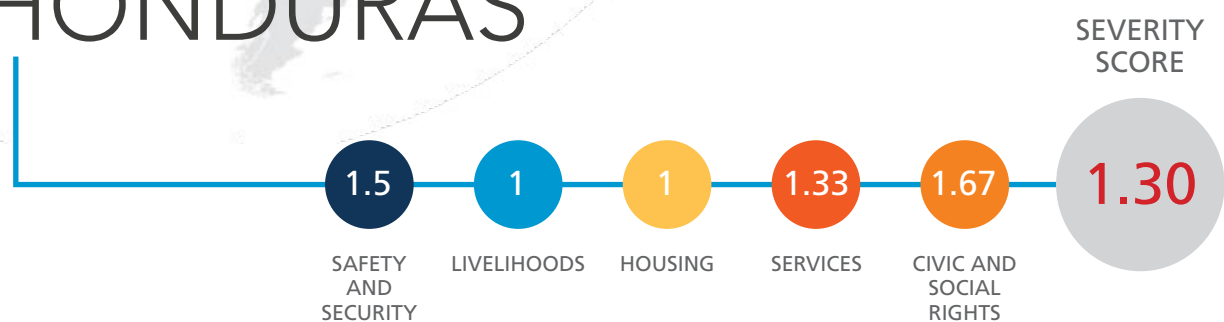 HONDURAS
SEVERITY
SCORE
1.5
1
1
1.33
1.67
1.30
SAFETY
AND
SECURITY
LIVELIHOODS
HOUSING
SERVICES
CIVIC AND
SOCIAL
RIGHTS